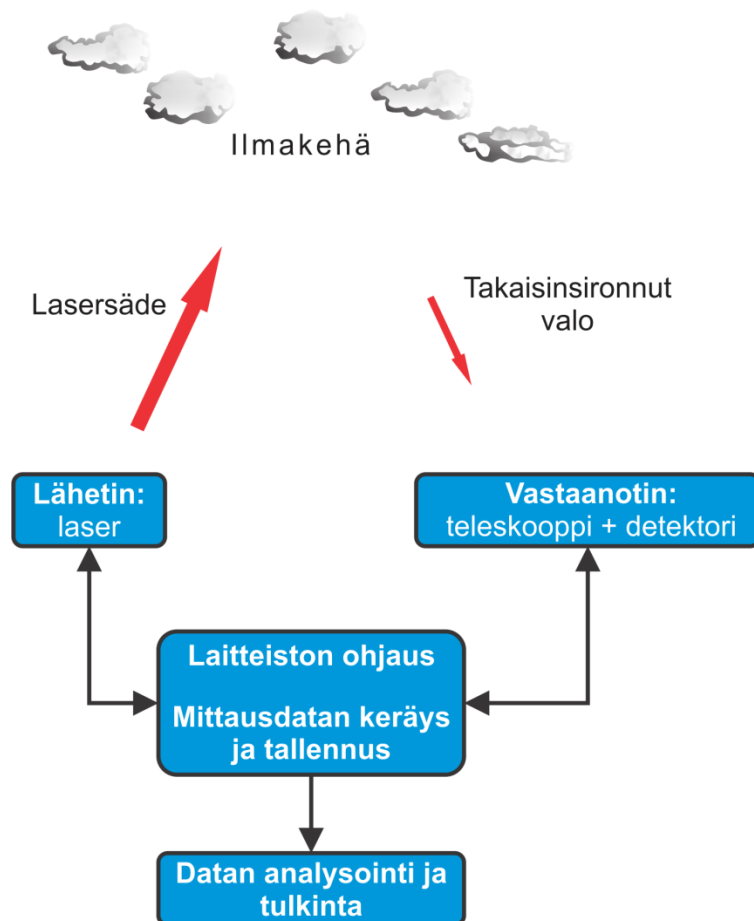 Ilmakehä
Lasersäde
Takaisinsironnut
valo
Lähetin:
laser
Vastaanotin:
teleskooppi + detektori
Laitteiston ohjaus
Mittausdatan keräys
ja tallennus
Datan analysointi ja
tulkinta